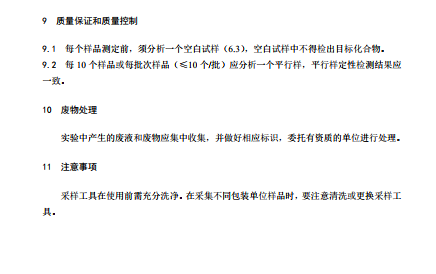 9 质量保证和质量控制
9.1 每个样品测定前，须分析一个空白试样（6.3），空白试样中不得检出目标化合物。
9.2 每 10 个样品或每批次样品（≤10 个/批）应分析一个平行样，平行样定性检测结果应
一致。
10 废物处理
实验中产生的废液和废物应集中收集，并做好相应标识，委托有资质的单位进行处理。
11 注意事项
采样工具在使用前需充分洗净。在采集不同包装单位样品时，要注意清洗或更换采样工
具。